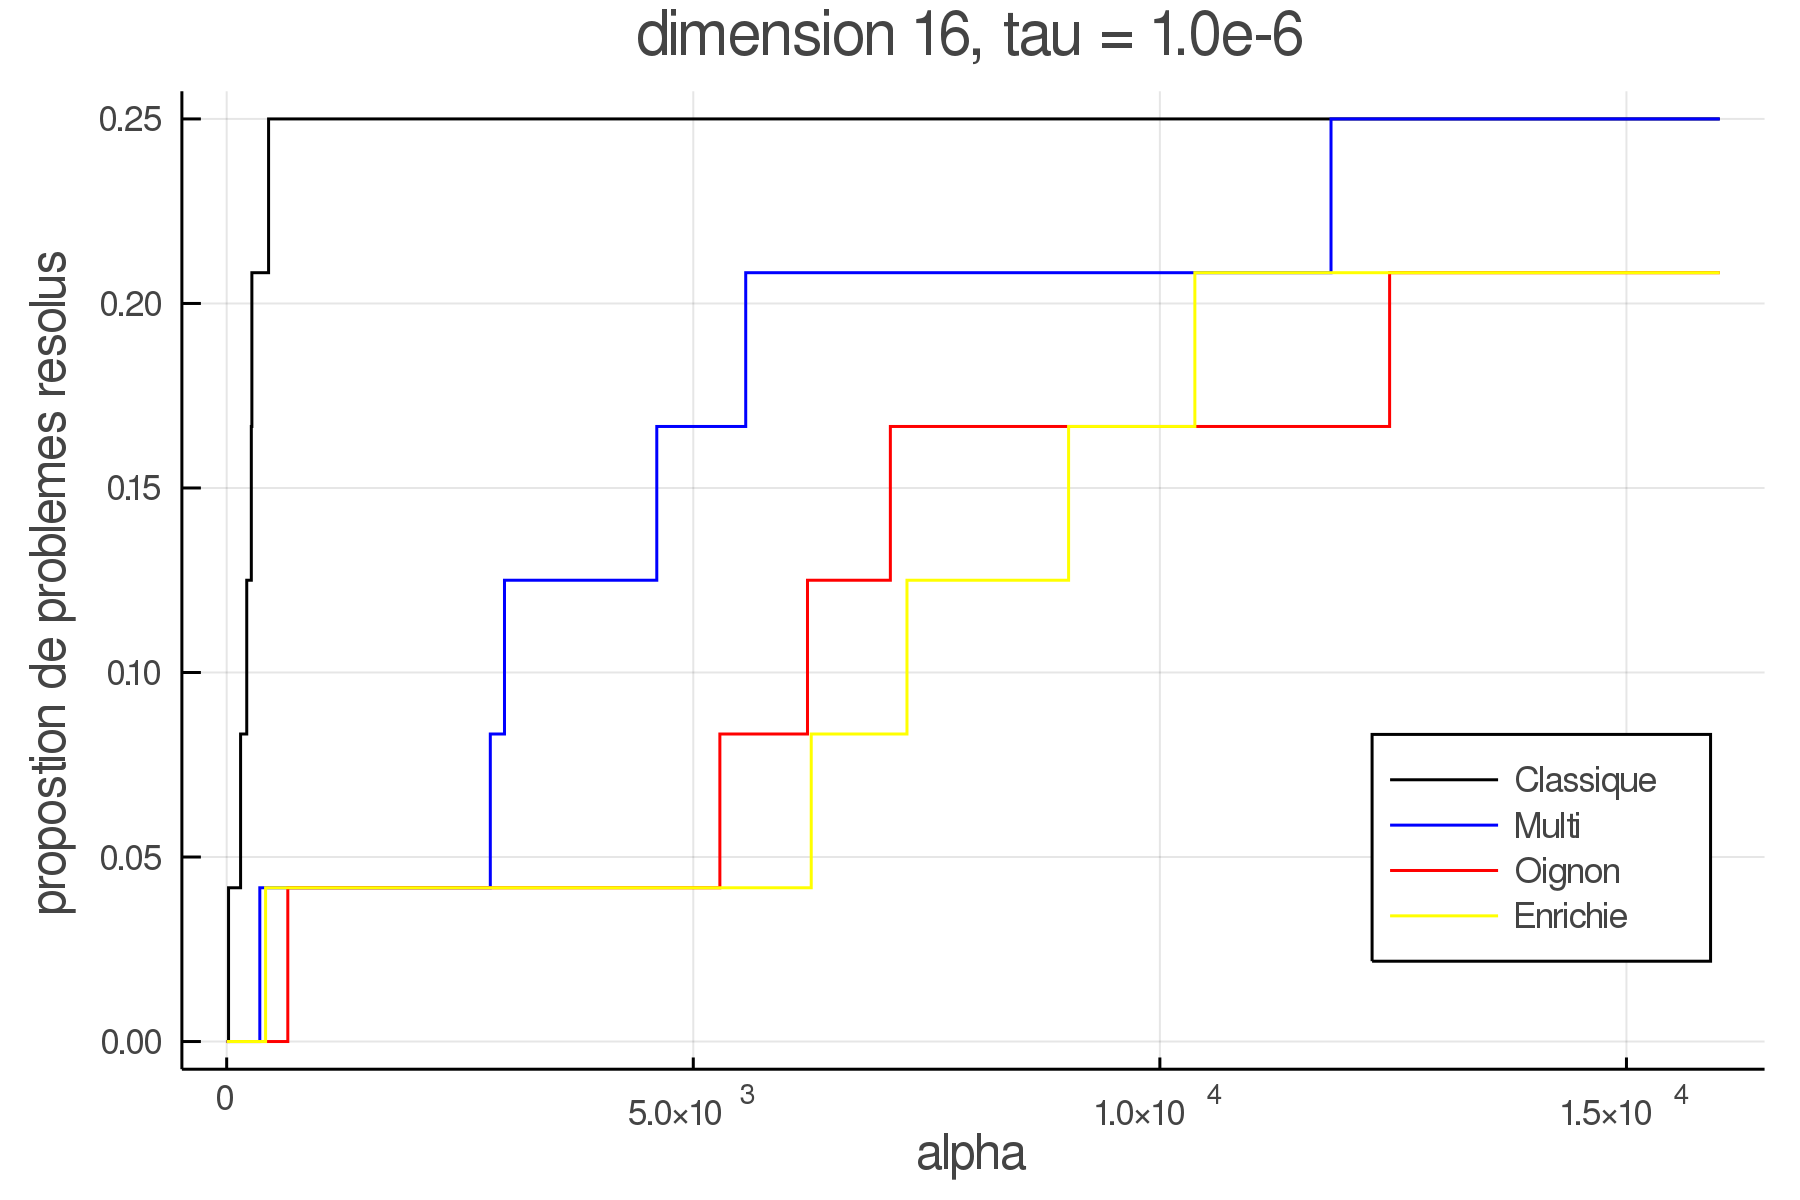 dimension 16, tau = 1.0e-6
propostion de problemes resolus
0.25
0.20
0.15
0.10
0.05
0.00
0
5.0×10 3
1.0×10 4
1.5×10 4
alpha
Classique
Multi
Oignon
Enrichie